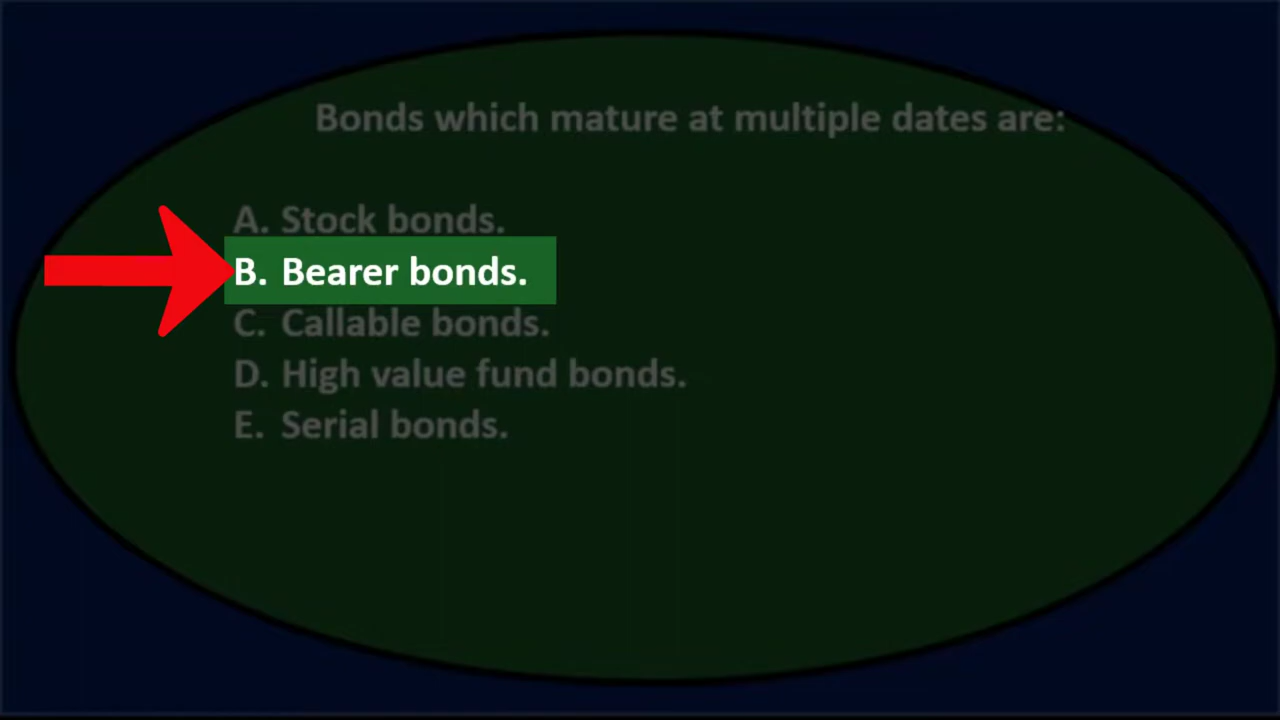 Bonds which mature at multiple dates are:
A. Stock bonds.
B. Bearer bonds.
C. Callable bonds.
D. High value fund bonds.
E. Serial bonds.